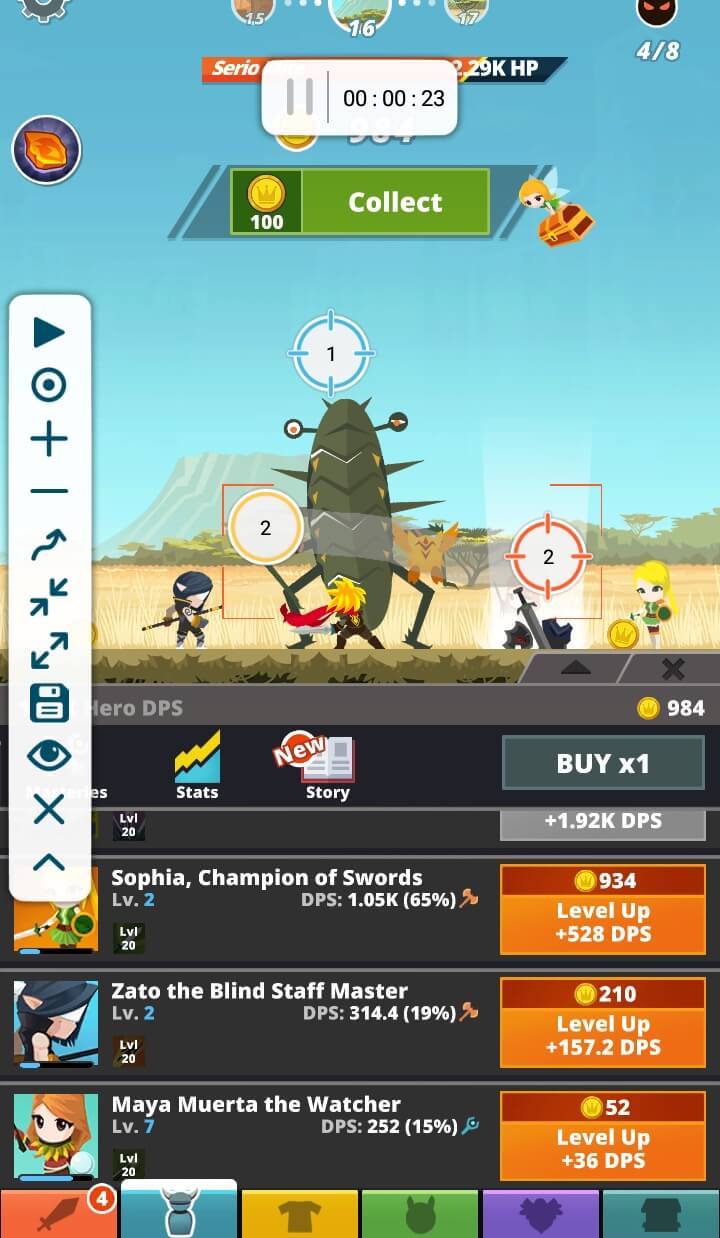 15
16
17
4/8
Serio
2.29K HP
00 : 00 : 23
984
100
Collect
1
2
2
Hero DPS
984
Masteries
Stats
New
Story
BUY x1
Lvl
20
+1.92K DPS
Sophia, Champion of Swords
Lv. 2
DPS: 1.05K (65%)
Lvl
20
934
Level Up
+528 DPS
Zato the Blind Staff Master
Lv. 2
DPS: 314.4 (19%)
Lvl
20
210
Level Up
+157.2 DPS
Maya Muerta the Watcher
Lv. 7
DPS: 252 (15%)
Lvl
20
52
Level Up
+36 DPS
4